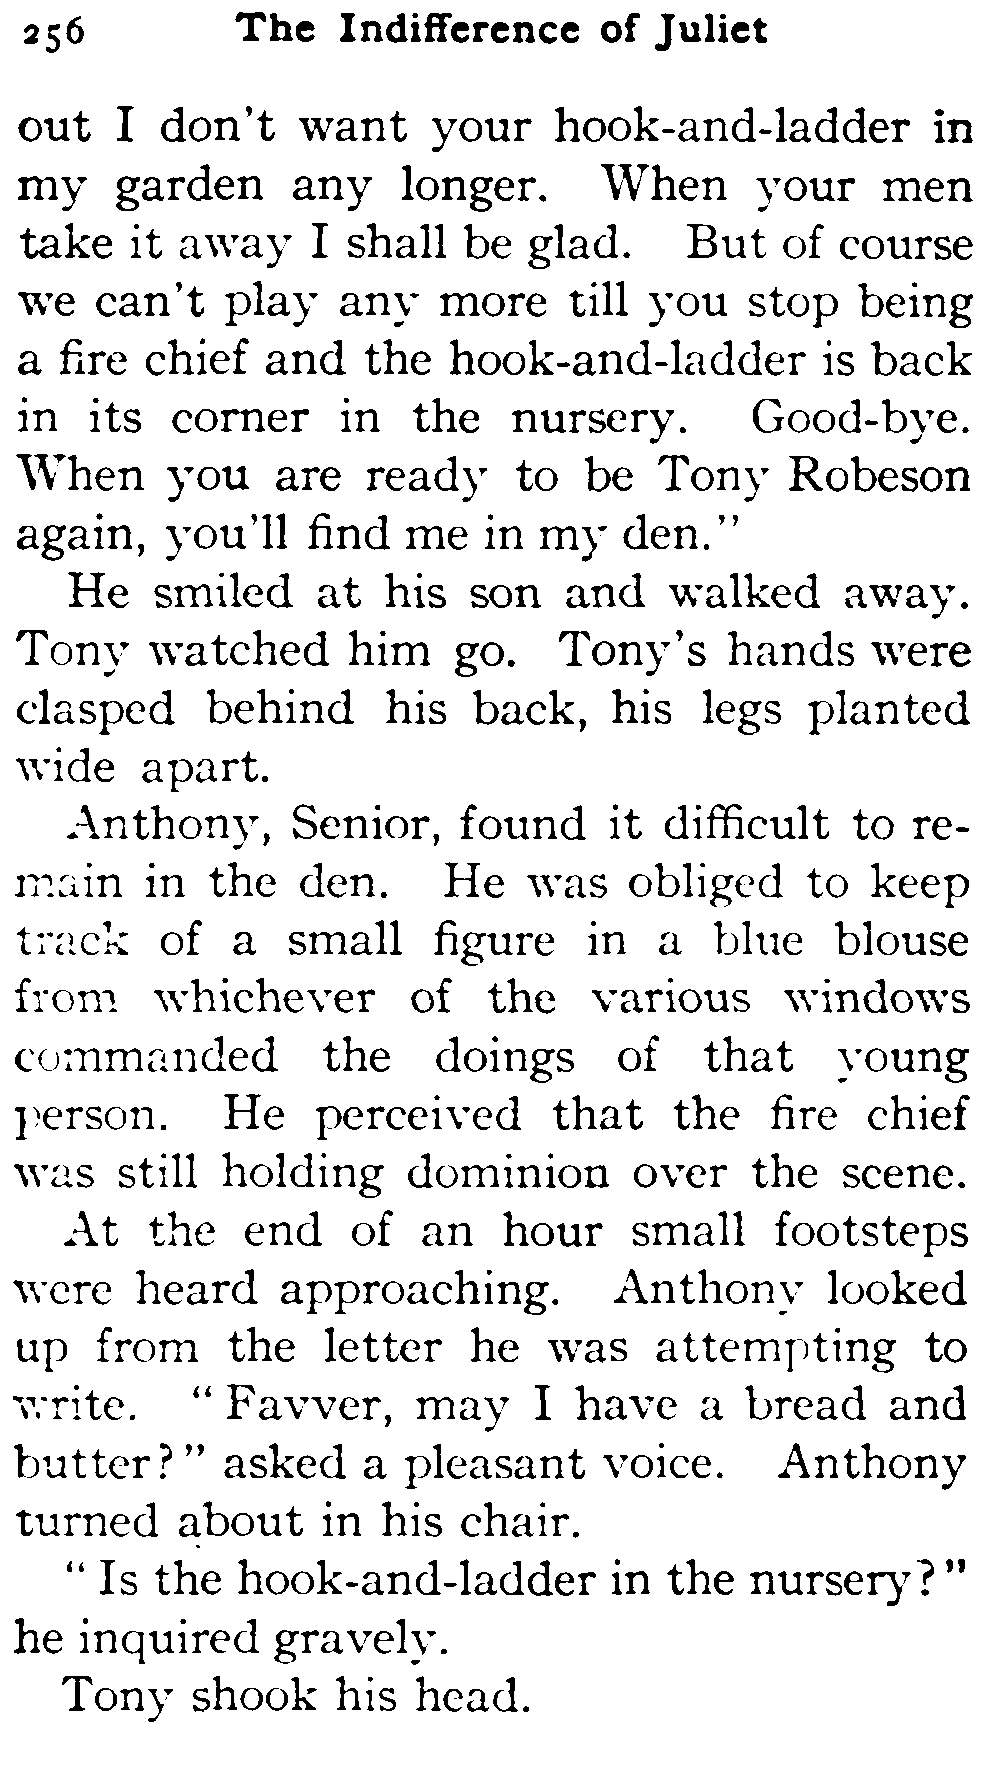 256 The Indifference of Juliet
out I don't want your hook-and-ladder in
my garden any longer. When your men
take it away I shall be glad. But of course
we can't play any more till you stop being
a fire chief and the hook-and-ladder is back
in its corner in the nursery. Good-bye.
When you are ready to be Tony Robeson
again, you'll find me in my den."
He smiled at his son and walked away.
Tony watched him go. Tony's hands were
clasped behind his back, his legs planted
wide apart.
Anthony, Senior, found it difficult to re-
main in the den. He was obliged to keep
track of a small figure in a blue blouse
from whichever of the various windows
commanded the doings of that young
person. He perceived that the fire chief
was still holding dominion over the scene.
At the end of an hour small footsteps
were heard approaching. Anthony looked
up from the letter he was attempting to
write. "Favver, may I have a bread and
butter?" asked a pleasant voice. Anthony
turned about in his chair.
"Is the hook-and-ladder in the nursery?"
he inquired gravely.
Tony shook his head.